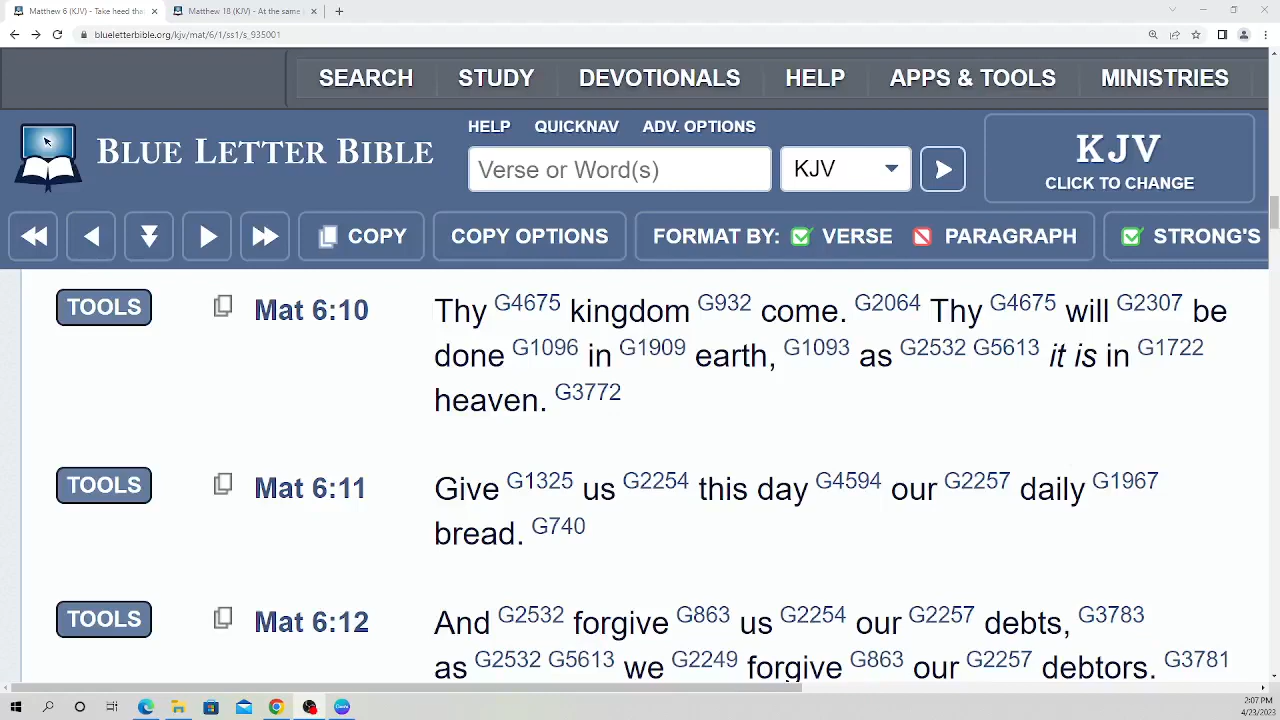 Matthew 6 (KJV) - Take heed tha
Matthew 18 (KJV) - At the same
blueletterbible.org/kjv/mat/6/1/ss1/s_935001
SEARCH STUDY DEVOTIONALS HELP APPS & TOOLS MINISTRIES
HELP QUICKNAV ADV. OPTIONS
BLUE LETTER BIBLE
Verse or Word(s)
KJV
KJV
CLICK TO CHANGE
COPY COPY OPTIONS FORMAT BY: VERSE PARAGRAPH STRONG'S
TOOLS Mat 6:10 Thy G4675 kingdom G932 come. G2064 Thy G4675 will G2307 be
done G1096 in G1909 earth, G1093 as G2532 G5613 it is in G1722
heaven. G3772
TOOLS Mat 6:11 Give G1325 us G2254 this day G4594 our G2257 daily G1967
bread. G740
TOOLS Mat 6:12 And G2532 forgive G863 us G2254 our G2257 debts, G3783
as G2532 G5613 we G2249 forgive G863 our G2257 debtors. G3781
2:07 PM
4/23/2023